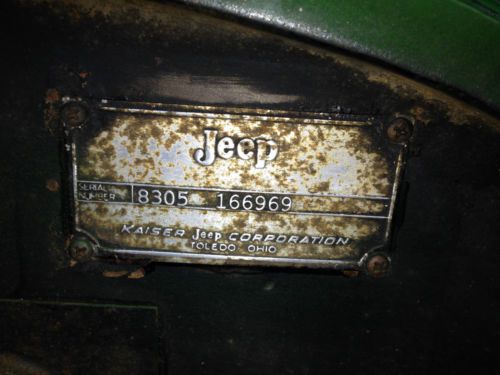 Jeep
SERIAL NUMBER 8305 166969
KAISER Jeep CORPORATION
TOLEDO OHIO